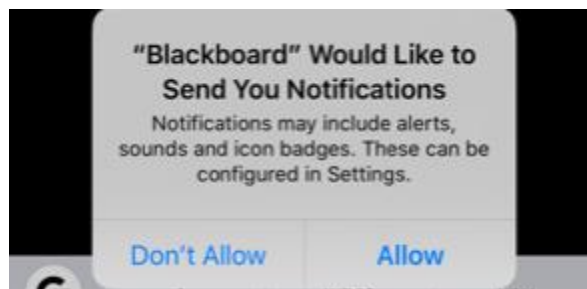 "Blackboard" Would Like to
Send You Notifications
Notifications may include alerts,
sounds and icon badges. These can be
configured in Settings.
Don't Allow
Allow